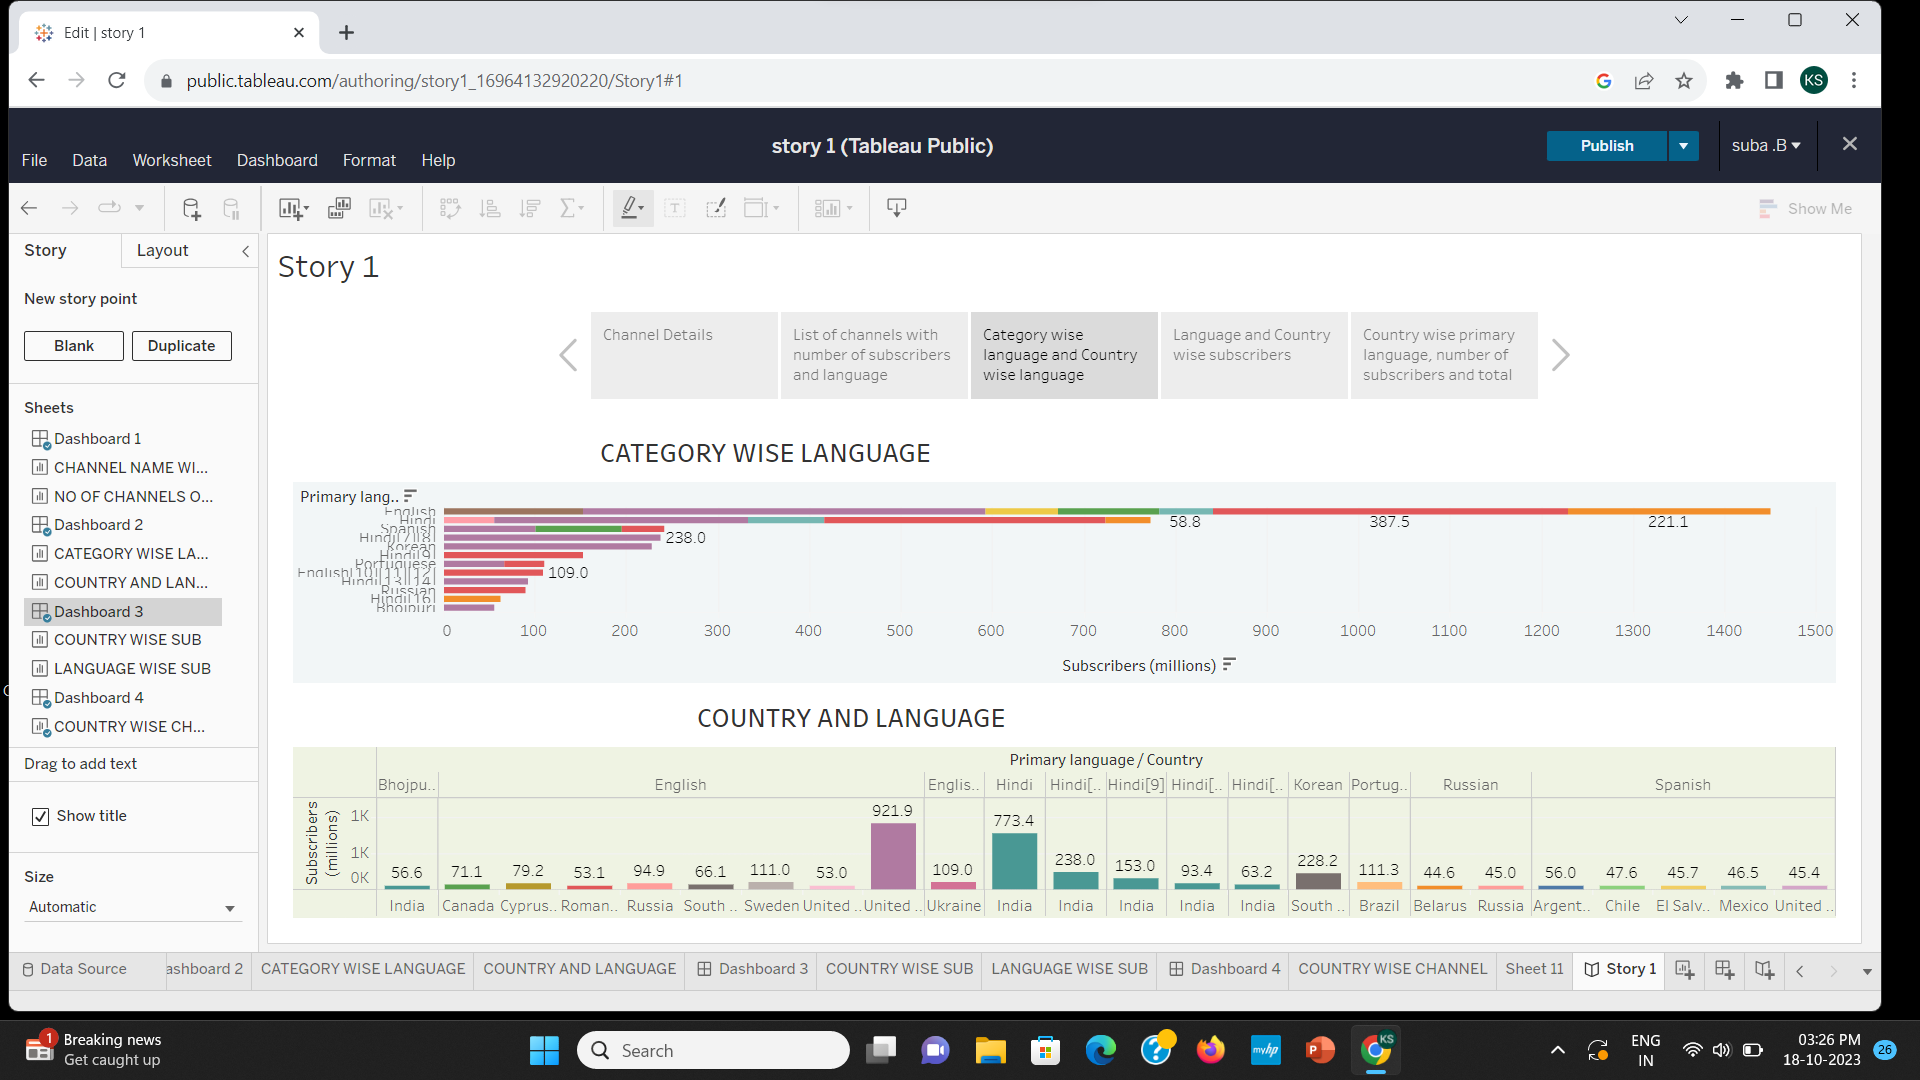 Edit | story 1
public.tableau.com/authoring/story1_16964132920220/Story1#1
KS
story 1 (Tableau Public)
File Data Worksheet Dashboard Format Help
Publish
suba .B
Show Me
Story Layout
New story point
Blank Duplicate
Sheets
Dashboard 1
CHANNEL NAME WI...
NO OF CHANNELS O...
Dashboard 2
CATEGORY WISE LA...
COUNTRY AND LAN...
Dashboard 3
COUNTRY WISE SUB
LANGUAGE WISE SUB
Dashboard 4
COUNTRY WISE CH...
Drag to add text
Show title
Size
Automatic
Story 1
Channel Details
List of channels with
number of subscribers
and language
Category wise
language and Country
wise language
Language and Country
wise subscribers
Country wise primary
language, number of
subscribers and total
CATEGORY WISE LANGUAGE
Primary lang..
English
Hindi
Spanish
Hindi[7][8]
Korean
Hindi[9]
Portuguese
English[10][11][12]
Hindi[13][14]
Russian
Hindi[16]
Bhojpuri
58.8 387.5 221.1
238.0
109.0
0 100 200 300 400 500 600 700 800 900 1000 1100 1200 1300 1400 1500
Subscribers (millions)
COUNTRY AND LANGUAGE
Primary language / Country
Bhojpu.. English Englis.. Hindi Hindi[.. Hindi[9] Hindi[.. Hindi[.. Korean Portug.. Russian Spanish
Subscribers
(millions)
1K
1K
0K
56.6 71.1 79.2 53.1 94.9 66.1 111.0 53.0 921.9 109.0 773.4 238.0 153.0 93.4 63.2 228.2 111.3 44.6 45.0 56.0 47.6 45.7 46.5 45.4
India Canada Cyprus.. Roman.. Russia South .. Sweden United .. United .. Ukraine India India India India India South .. Brazil Belarus Russia Argent.. Chile El Salv.. Mexico United ..
Data Source ashboard 2 CATEGORY WISE LANGUAGE COUNTRY AND LANGUAGE Dashboard 3 COUNTRY WISE SUB LANGUAGE WISE SUB Dashboard 4 COUNTRY WISE CHANNEL Sheet 11 Story 1
1
Breaking news
Get caught up
Search
myhp
KS
ENG
IN
03:26 PM
18-10-2023
26